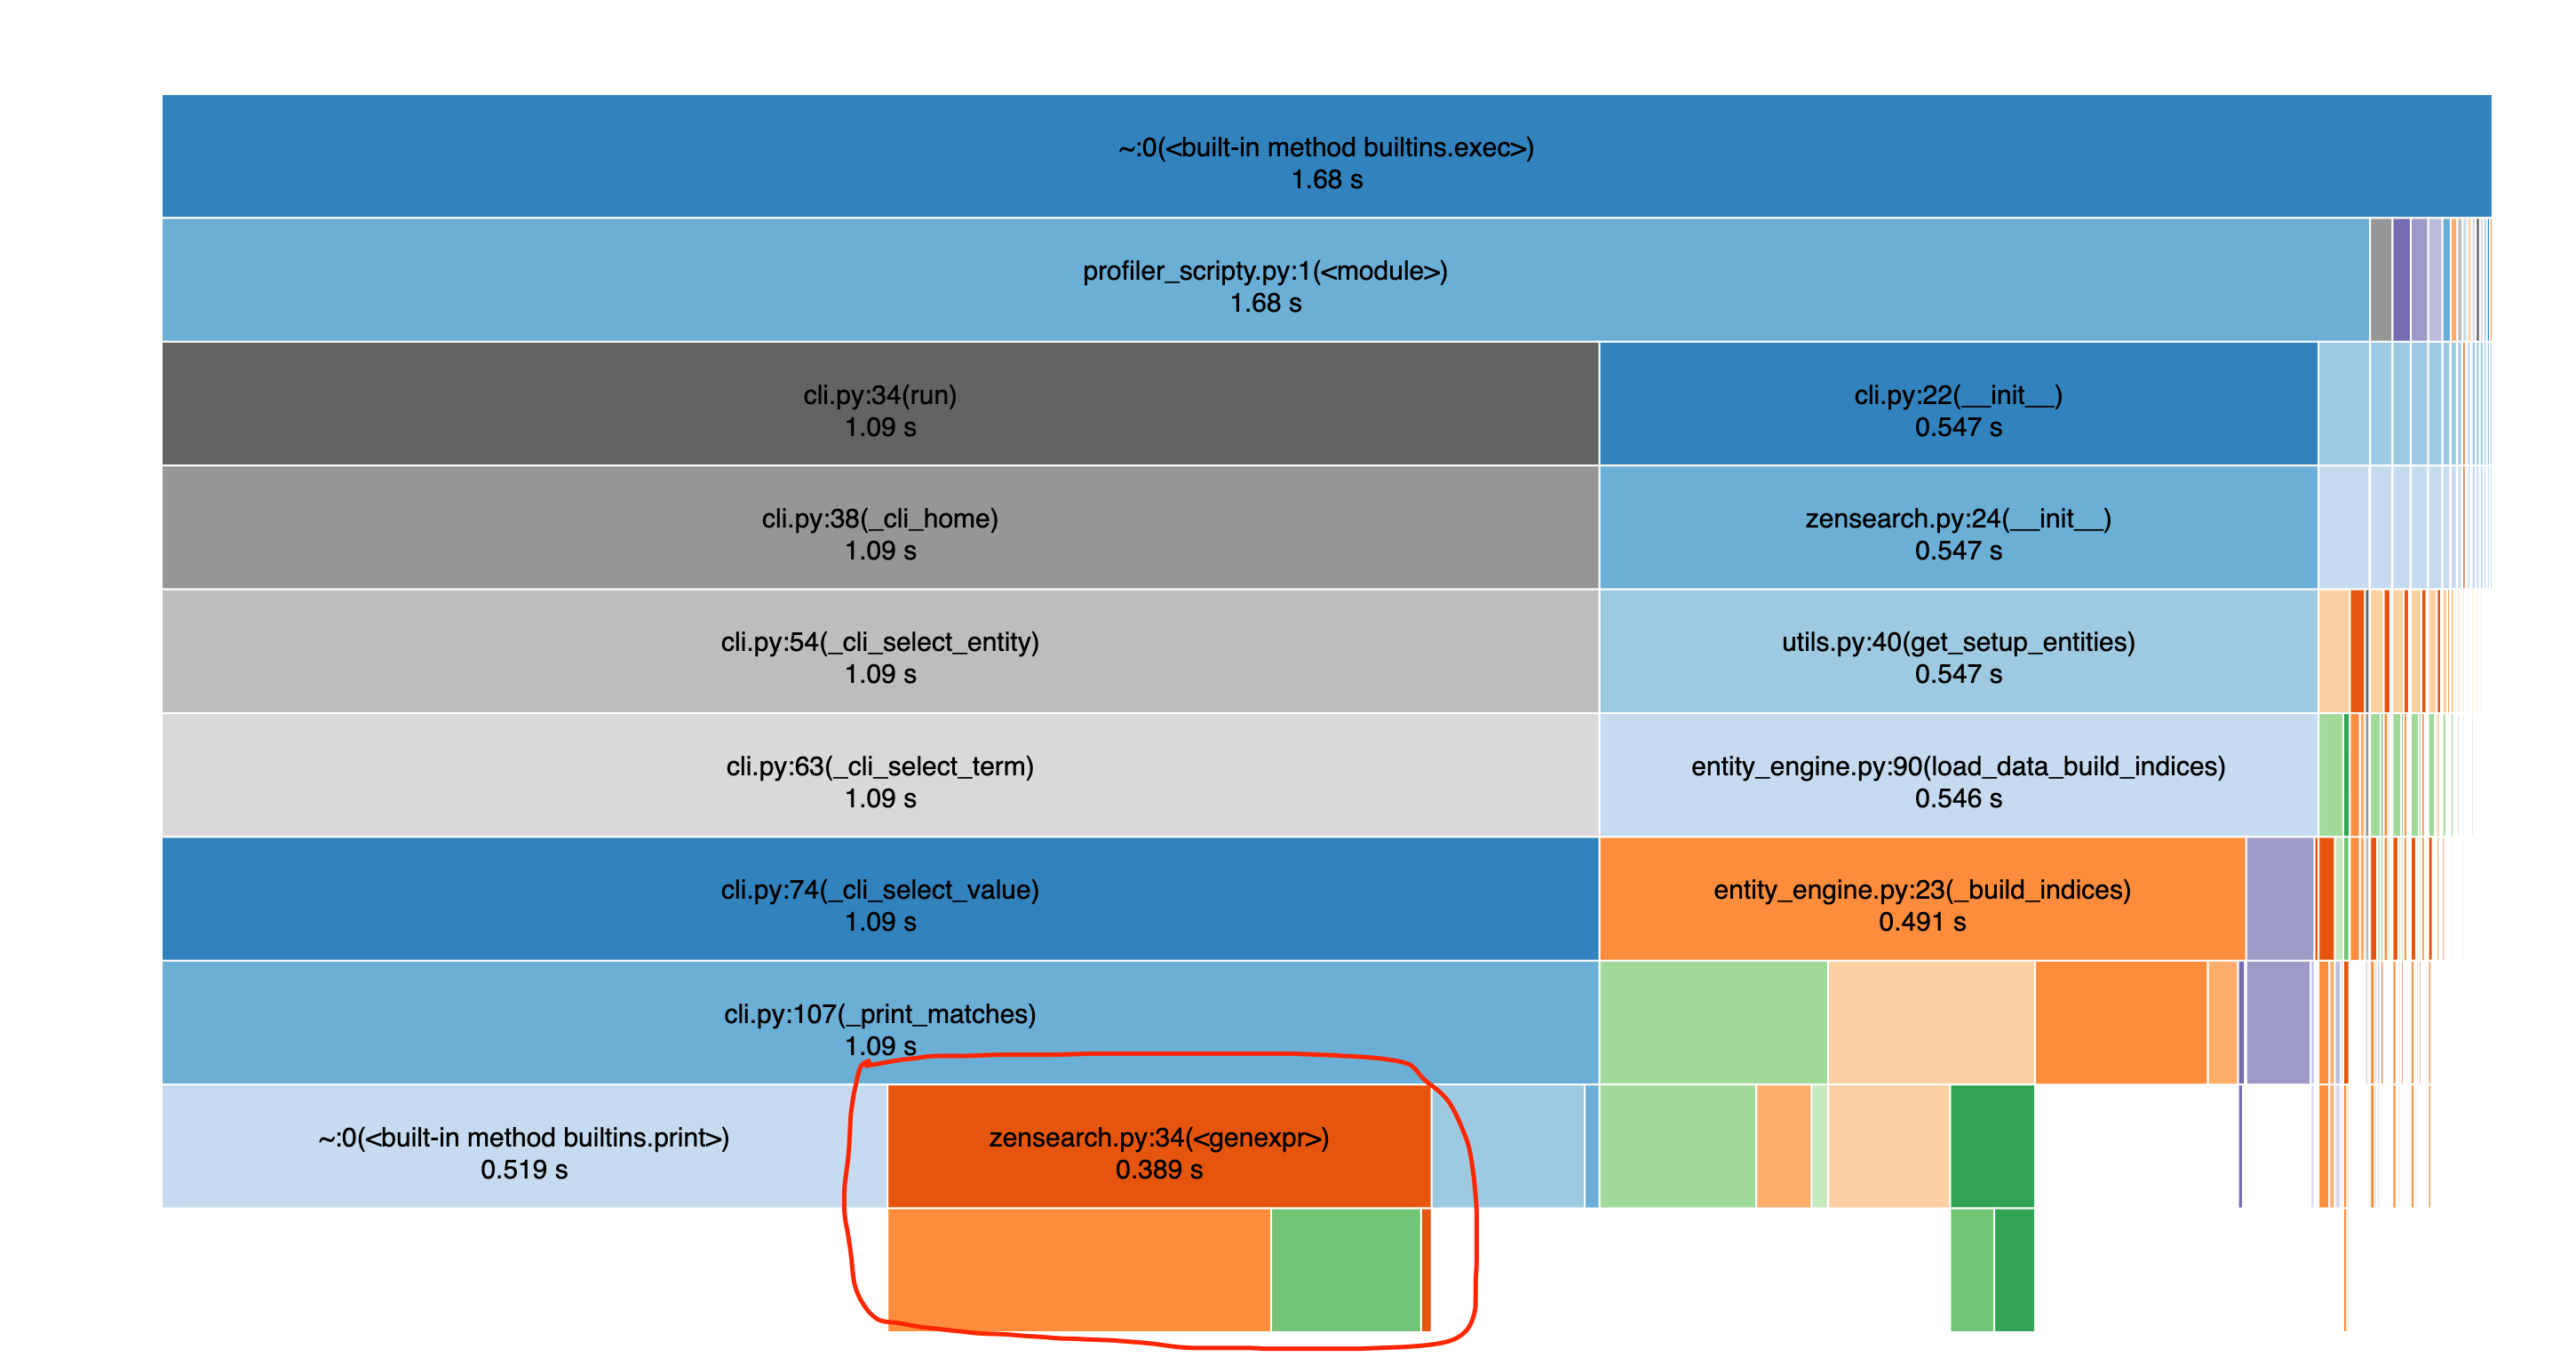 ~:0(<built-in method builtins.exec>)
1.68 s
profiler_scripty.py:1(<module>)
1.68 s
cli.py:34(run)
1.09 s
cli.py:22(__init__)
0.547 s
cli.py:38(_cli_home)
1.09 s
zensearch.py:24(__init__)
0.547 s
cli.py:54(_cli_select_entity)
1.09 s
utils.py:40(get_setup_entities)
0.547 s
cli.py:63(_cli_select_term)
1.09 s
entity_engine.py:90(load_data_build_indices)
0.546 s
cli.py:74(_cli_select_value)
1.09 s
entity_engine.py:23(_build_indices)
0.491 s
cli.py:107(_print_matches)
1.09 s
~:0(<built-in method builtins.print>)
0.519 s
zensearch.py:34(<genexpr>)
0.389 s